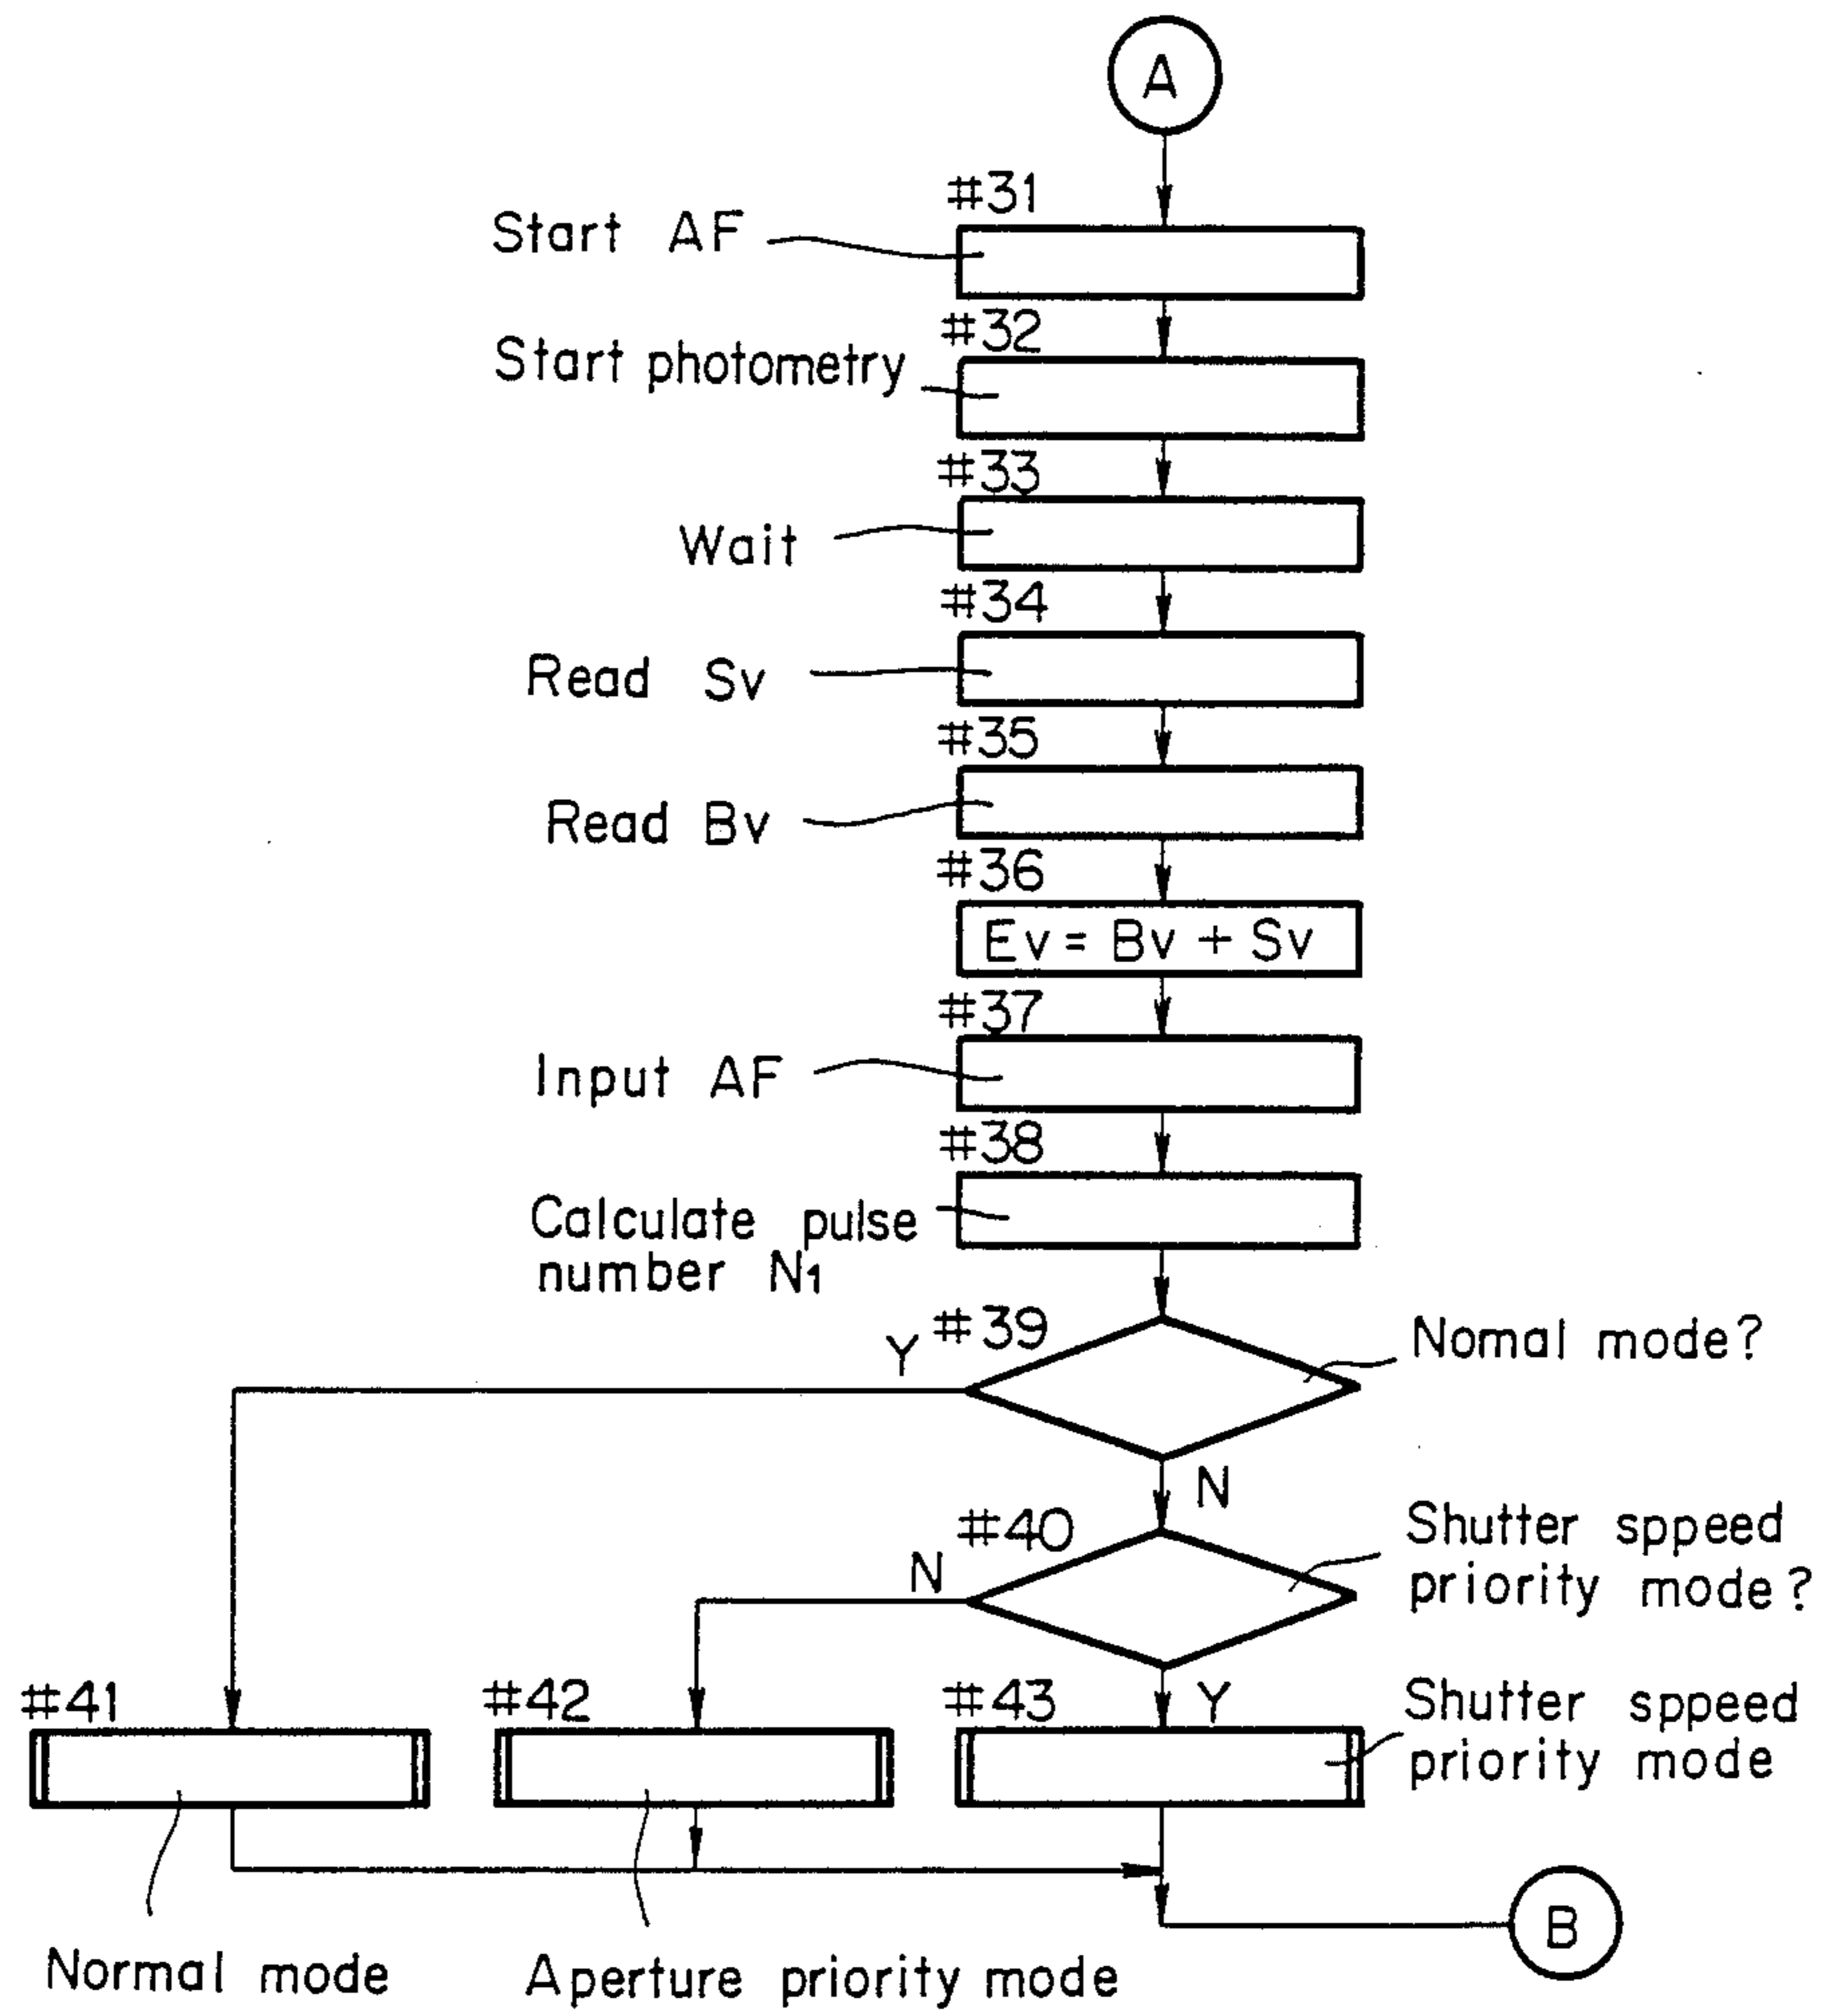 A
#31
Start AF
#32
Start photometry
#33
Wait
#34
Read Sv
#35
Read Bv
#36
Ev = Bv + Sv
#37
Input AF
#38
Calculate pulse
number N1
#39
Y
Nomal mode?
N
#40
N
Shutter sppeed
priority mode?
#41
#42
#43
Y
Shutter sppeed
priority mode
B
Normal mode
Aperture priority mode